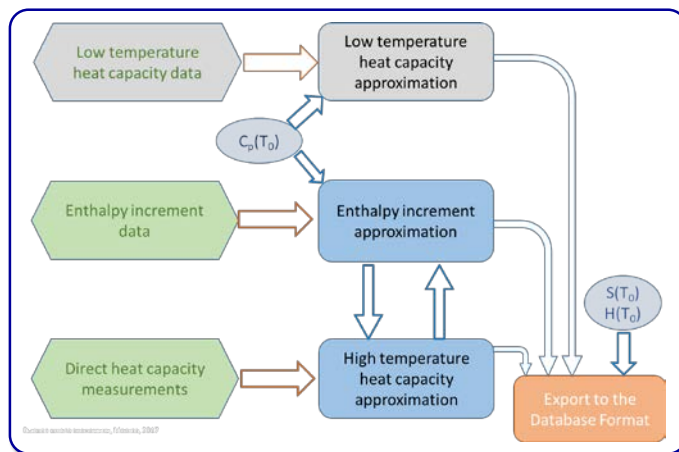 Low temperature
heat capacity data
Low temperature
heat capacity
approximation
Cₚ(T₀)
Enthalpy increment
data
Enthalpy increment
approximation
S(T₀)
H(T₀)
Direct heat capacity
measurements
High temperature
heat capacity
approximation
Export to the
Database Format